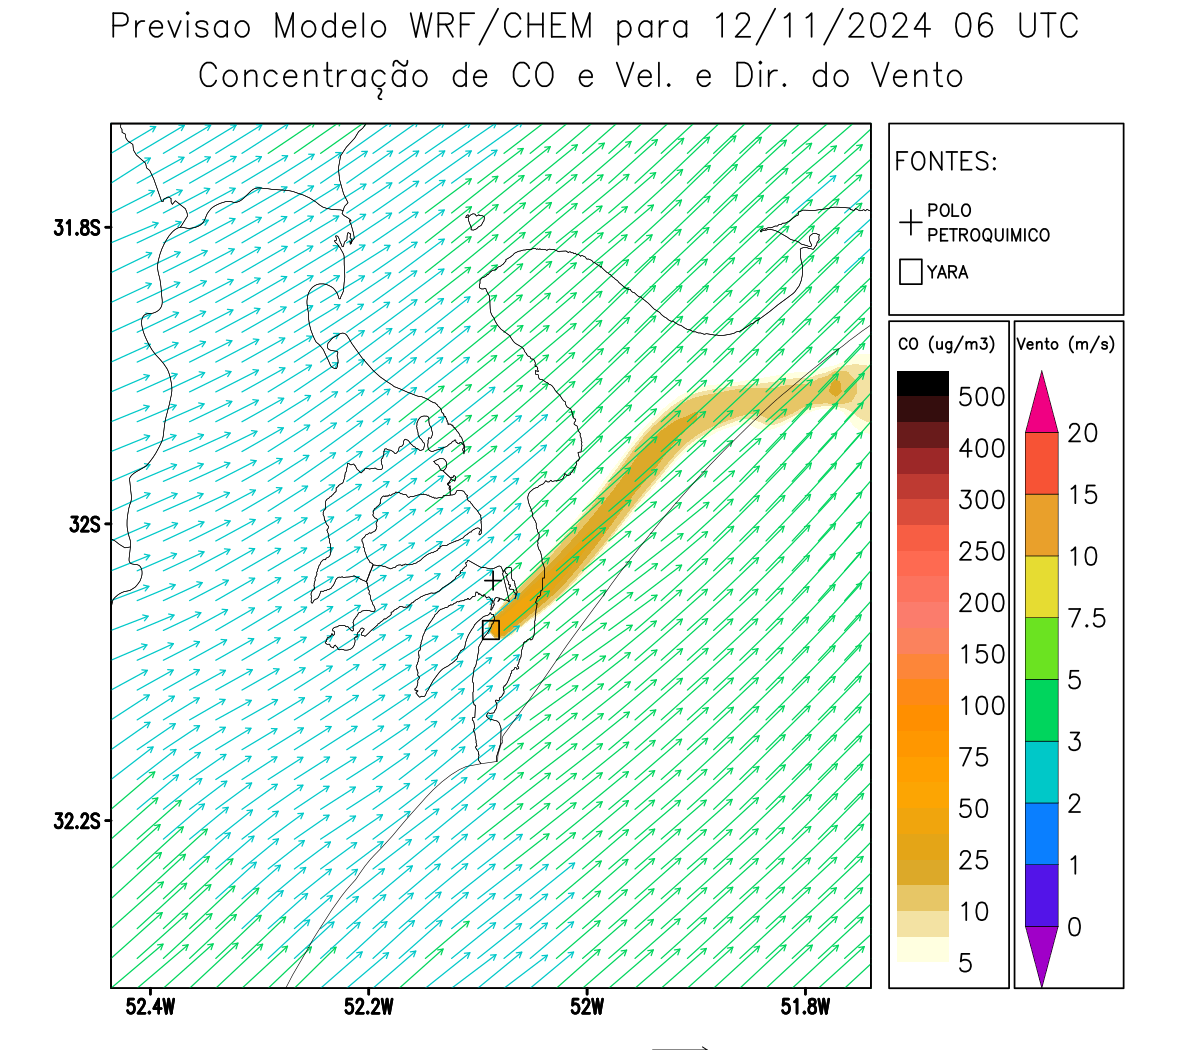 Previsao Modelo WRF/CHEM para 12/11/2024 06 UTC
Concentração de CO e Vel. e Dir. do Vento
FONTES:
POLO
PETROQUIMICO
YARA
CO (ug/m3)
500
400
300
250
200
150
100
75
50
25
10
5
Vento (m/s)
20
15
10
7.5
5
3
2
1
0
31.8S
32S
32.2S
52.4W
52.2W
52W
51.8W